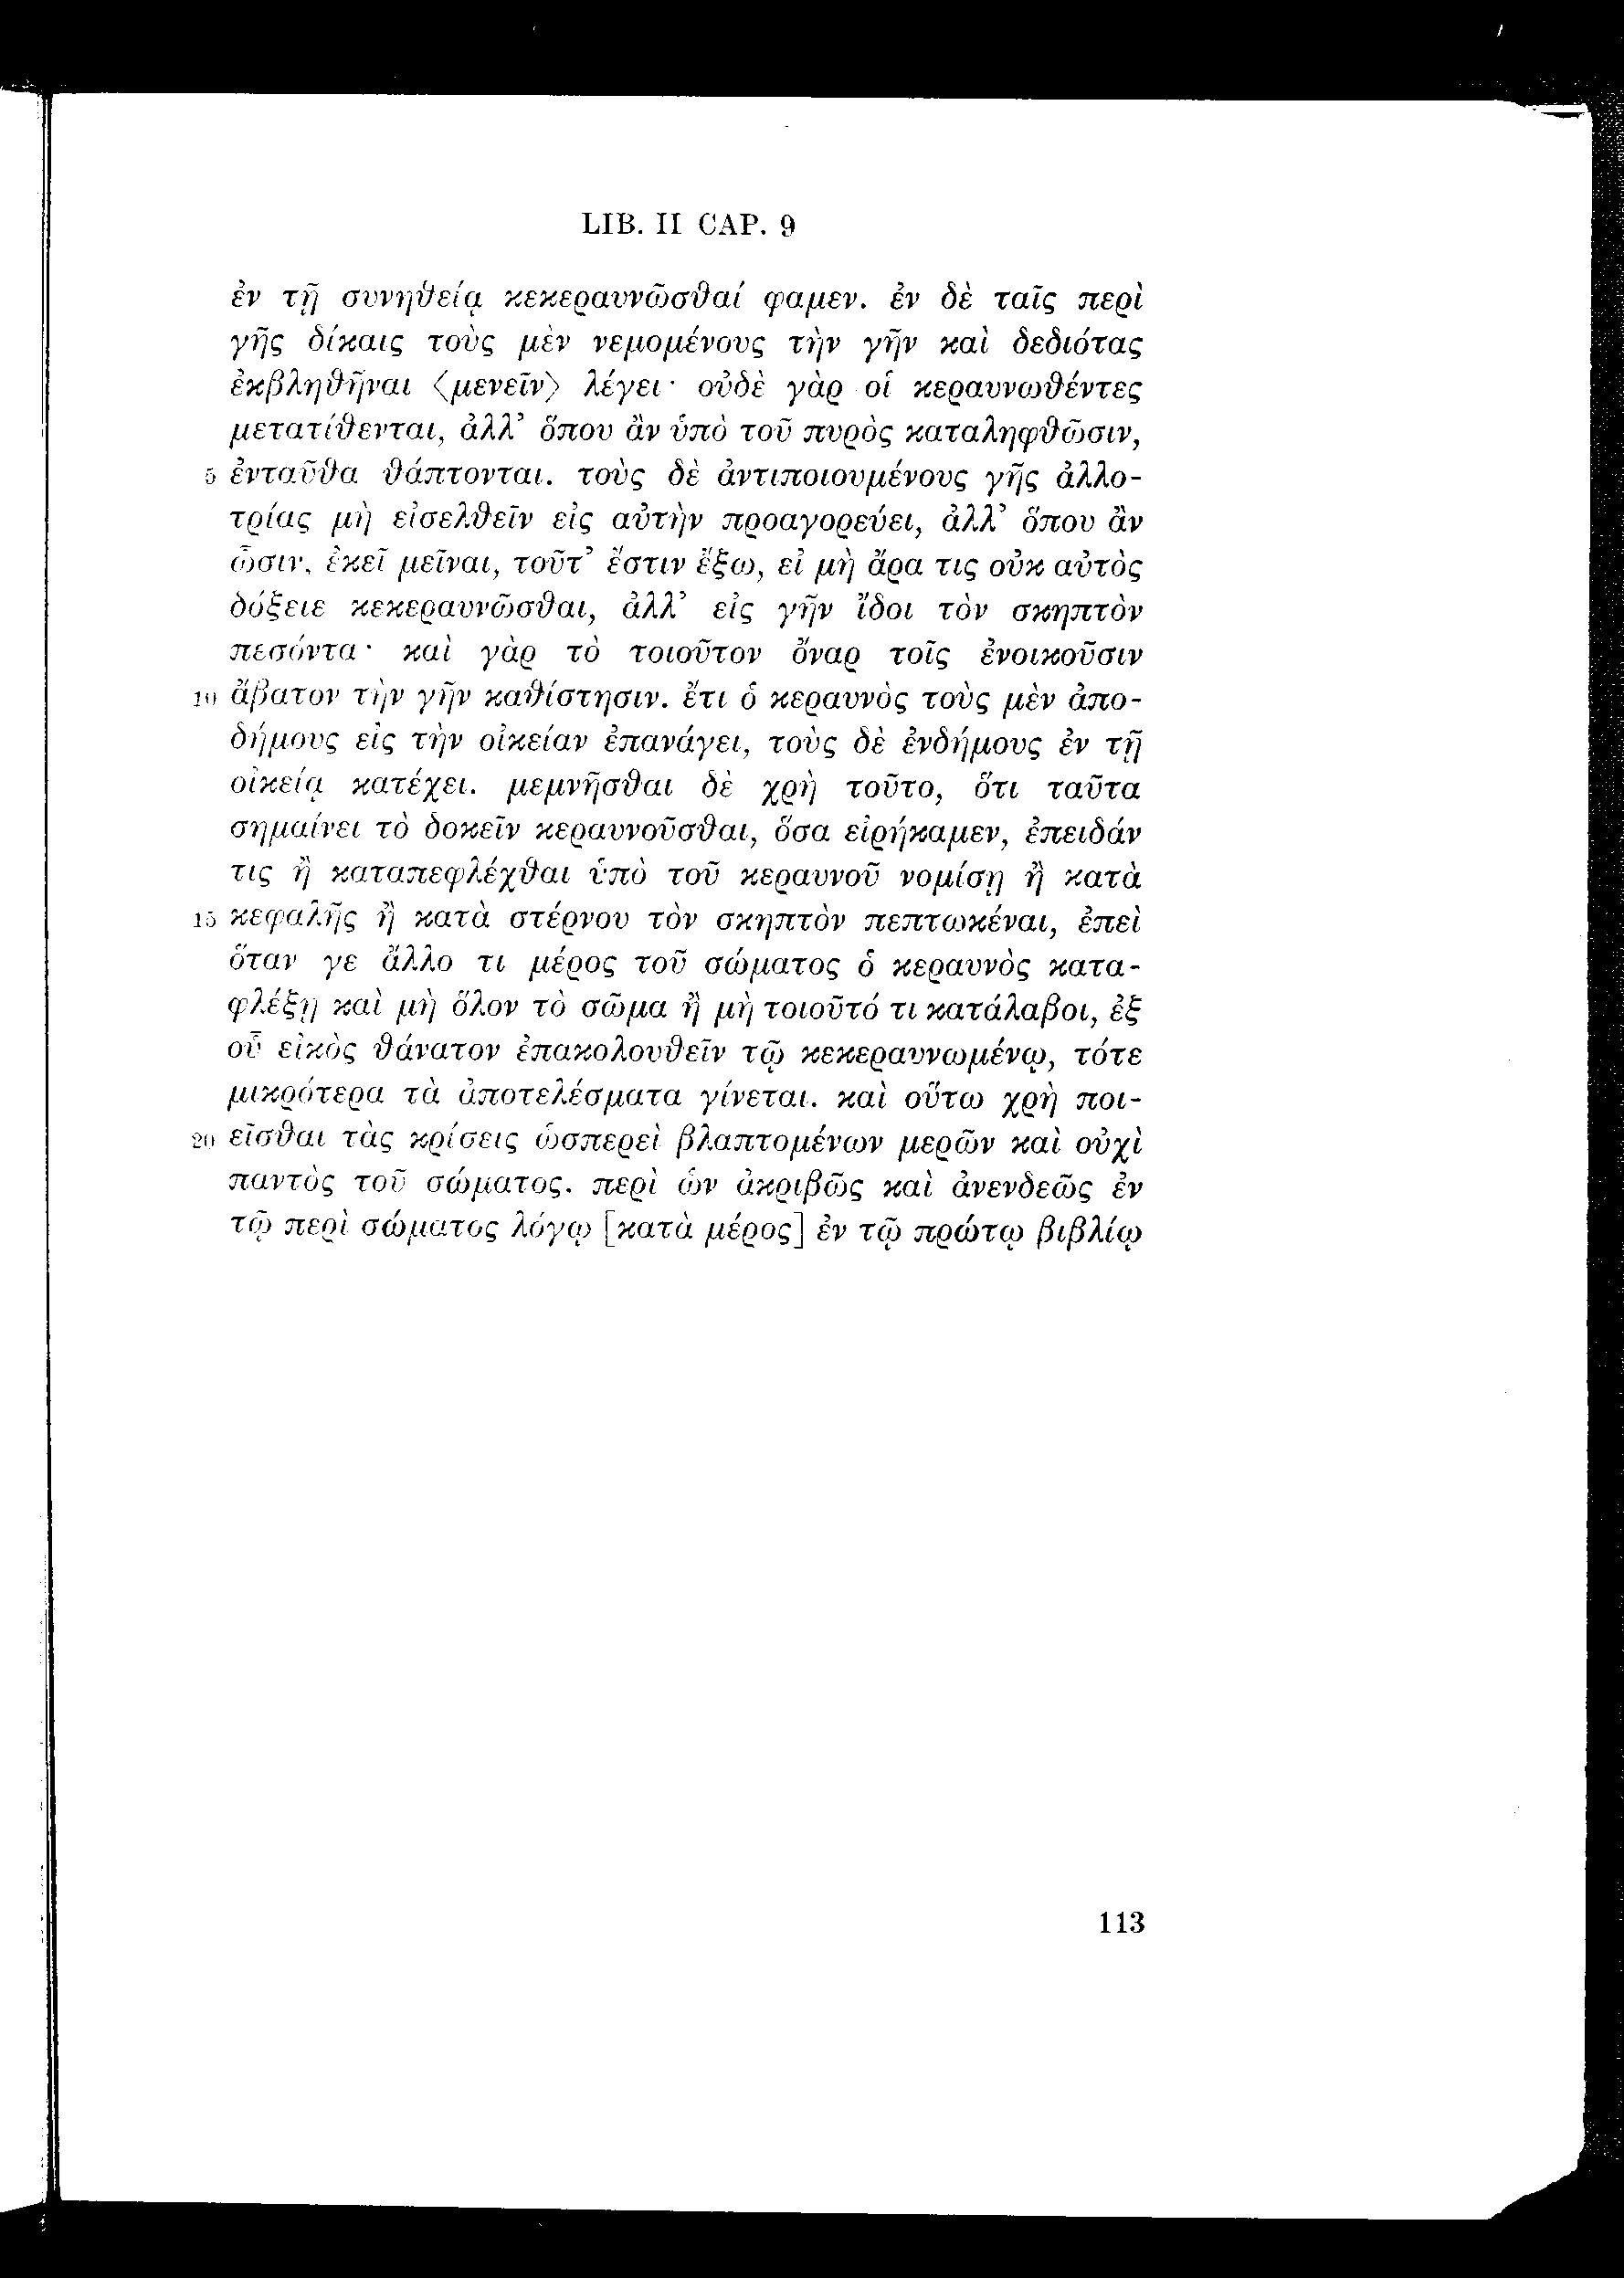 LIB. II CAP. 9
ἐν τῇ συνηθείᾳ κεκεραυνῶσθαί φαμεν. ἐν δὲ ταῖς περὶ
γῆς δίκαις τοὺς μὲν νεμομένους τὴν γῆν καὶ δεδιότας
ἐκβληθῆναι ⟨μενεῖν⟩ λέγει· οὐδὲ γὰρ οἱ κεραυνωθέντες
μετατίθενται, ἀλλ’ ὅπου ἂν ὑπὸ τοῦ πυρὸς καταληφθῶσιν,
5 ἐνταῦθα θάπτονται. τοὺς δὲ ἀντιποιουμένους γῆς ἀλλο-
τρίας μὴ εἰσελθεῖν εἰς αὐτὴν προαγορεύει, ἀλλ’ ὅπου ἂν
ὦσιν, ἐκεῖ μεῖναι, τοῦτ’ ἔστιν ἔξω, εἰ μὴ ἄρα τις οὐκ αὐτὸς
δόξειε κεκεραυνῶσθαι, ἀλλ’ εἰς γῆν ἴδοι τὸν σκηπτὸν
πεσόντα· καὶ γὰρ τὸ τοιοῦτον ὄναρ τοῖς ἐνοικοῦσιν
10 ἄβατον τὴν γῆν καθίστησιν. ἔτι ὁ κεραυνὸς τοὺς μὲν ἀπο-
δήμους εἰς τὴν οἰκείαν ἐπανάγει, τοὺς δὲ ἐνδήμους ἐν τῇ
οἰκείᾳ κατέχει. μεμνῆσθαι δὲ χρὴ τοῦτο, ὅτι ταῦτα
σημαίνει τὸ δοκεῖν κεραυνοῦσθαι, ὅσα εἰρήκαμεν, ἐπειδάν
τις ἢ καταπεφλέχθαι ὑπὸ τοῦ κεραυνοῦ νομίσῃ ἢ κατὰ
15 κεφαλῆς ἢ κατὰ στέρνου τὸν σκηπτὸν πεπτωκέναι, ἐπεὶ
ὅταν γε ἄλλο τι μέρος τοῦ σώματος ὁ κεραυνὸς κατα-
φλέξῃ καὶ μὴ ὅλον τὸ σῶμα ἢ μὴ τοιοῦτό τι κατάλαβοι, ἐξ
οὗ εἰκὸς θάνατον ἐπακολουθεῖν τῷ κεκεραυνωμένῳ, τότε
μικρότερα τὰ ἀποτελέσματα γίνεται. καὶ οὕτω χρὴ ποι-
20 εῖσθαι τὰς κρίσεις ὡσπερεὶ βλαπτομένων μερῶν καὶ οὐχὶ
παντὸς τοῦ σώματος. περὶ ὧν ἀκριβῶς καὶ ἀνενδεῶς ἐν
τῷ περὶ σώματος λόγῳ [κατὰ μέρος] ἐν τῷ πρώτῳ βιβλίῳ
113